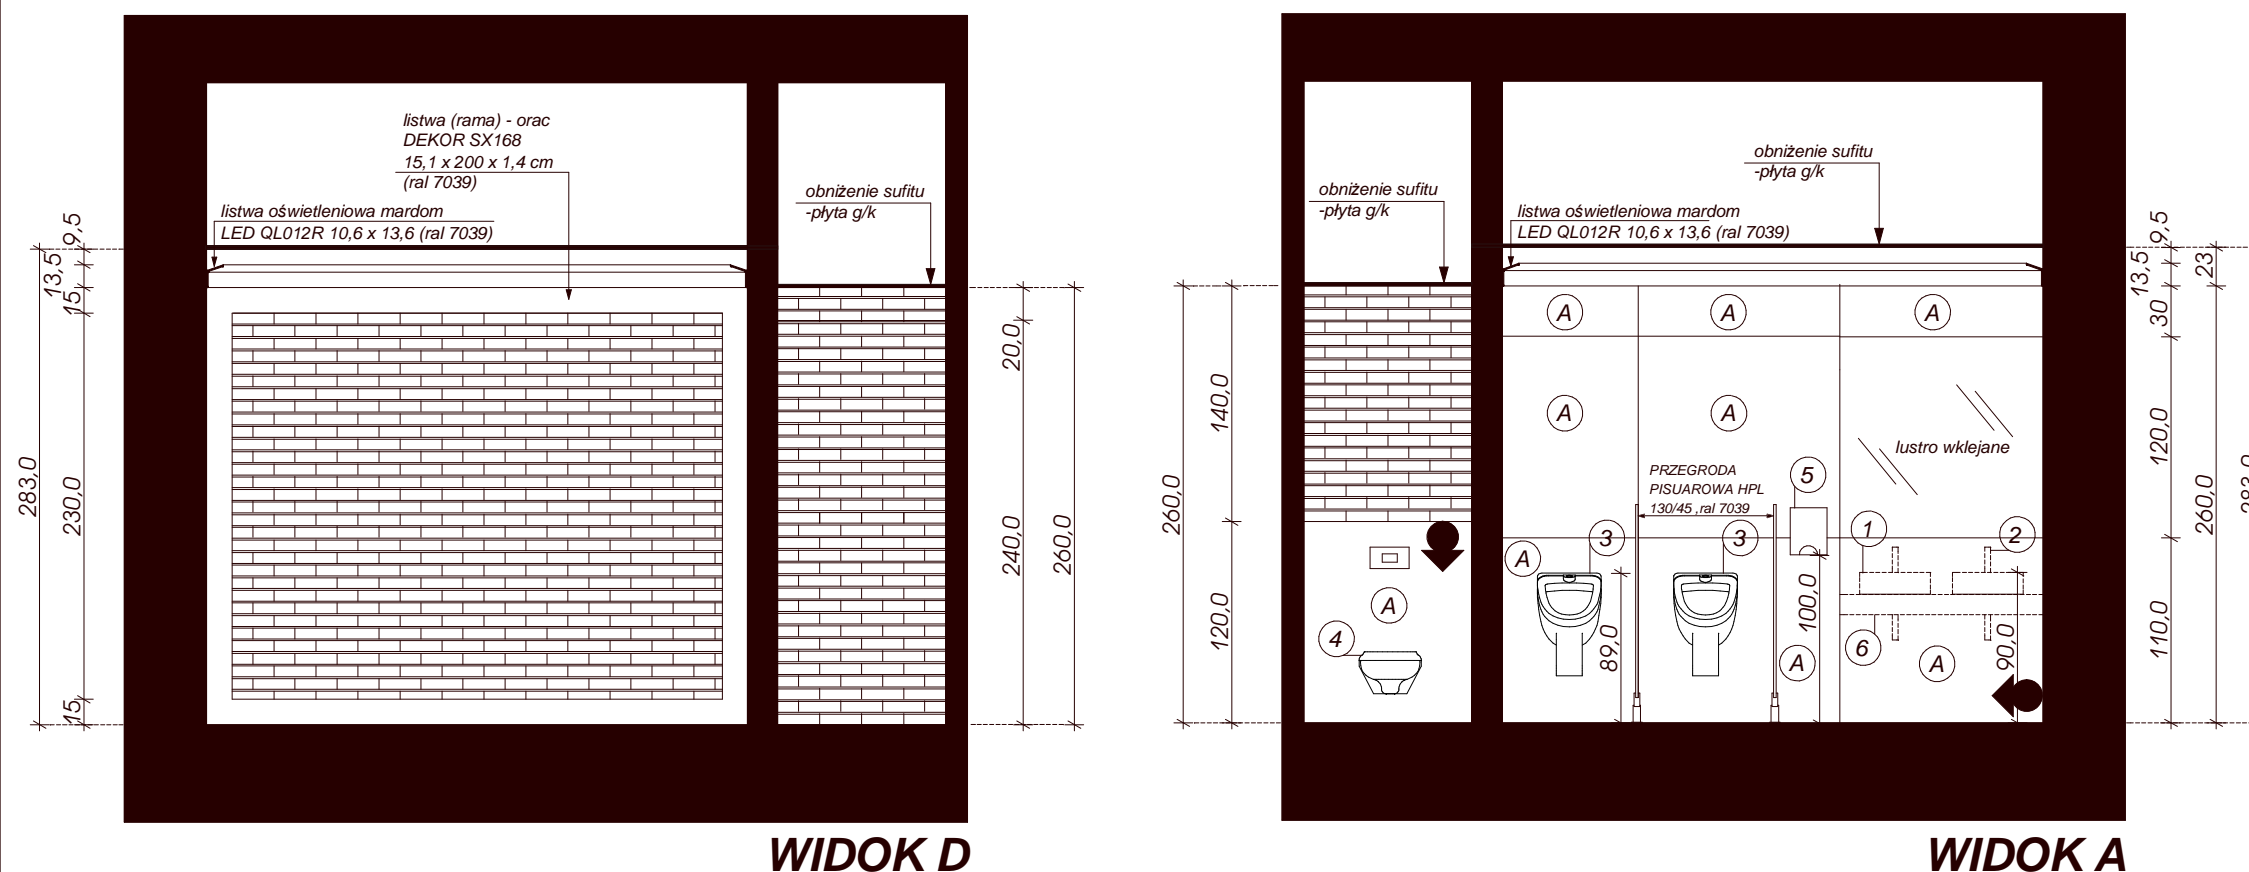 listwa (rama) - orac
DEKOR SX168
15,1 x 200 x 1,4 cm
(ral 7039)
listwa oświetleniowa mardom
LED QL012R 10,6 x 13,6 (ral 7039)
obniżenie sufitu
-płyta g/k
9,5
13,5
15
283,0
230,0
15
20,0
240,0
260,0
WIDOK D
obniżenie sufitu
-płyta g/k
obniżenie sufitu
-płyta g/k
listwa oświetleniowa mardom
LED QL012R 10,6 x 13,6 (ral 7039)
260,0
140,0
120,0
A
A
A
A
A
lustro wklejane
PRZEGRODA
PISUAROWA HPL
130/45 ,ral 7039
5
3
3
1
2
A
A
4
6
A
A
89,0
100,0
90,0
9,5
13,5
23
30
120,0
260,0
110,0
283,0
WIDOK A